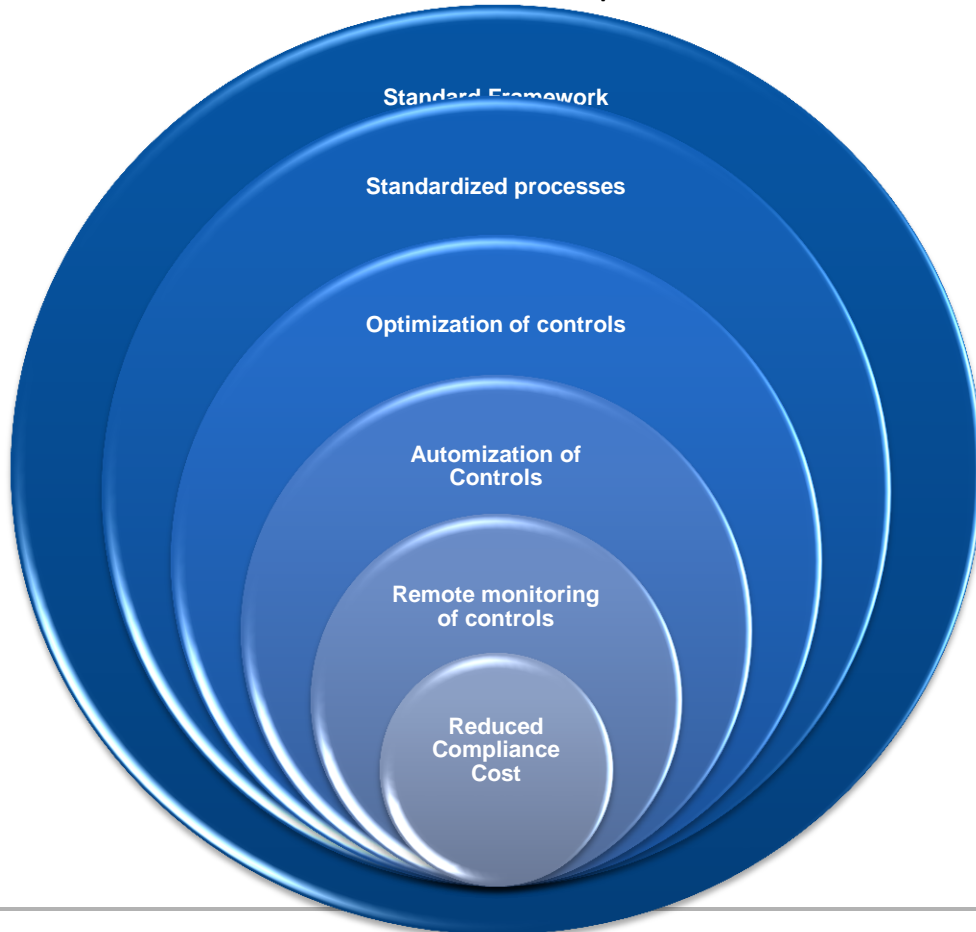 Standard Framework
Standardized processes
Optimization of controls
Automization of
Controls
Remote monitoring
of controls
Reduced
Compliance
Cost